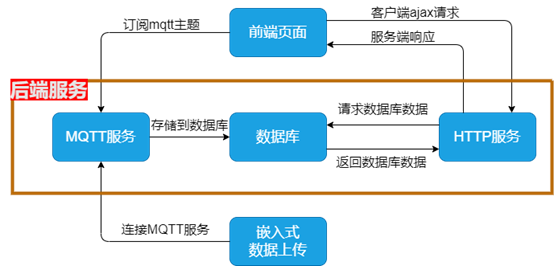 订阅mqtt主题
前端页面
客户端ajax请求
服务端响应
后端服务
MQTT服务
存储到数据库
数据库
请求数据库数据
返回数据库数据
HTTP服务
连接MQTT服务
嵌入式
数据上传